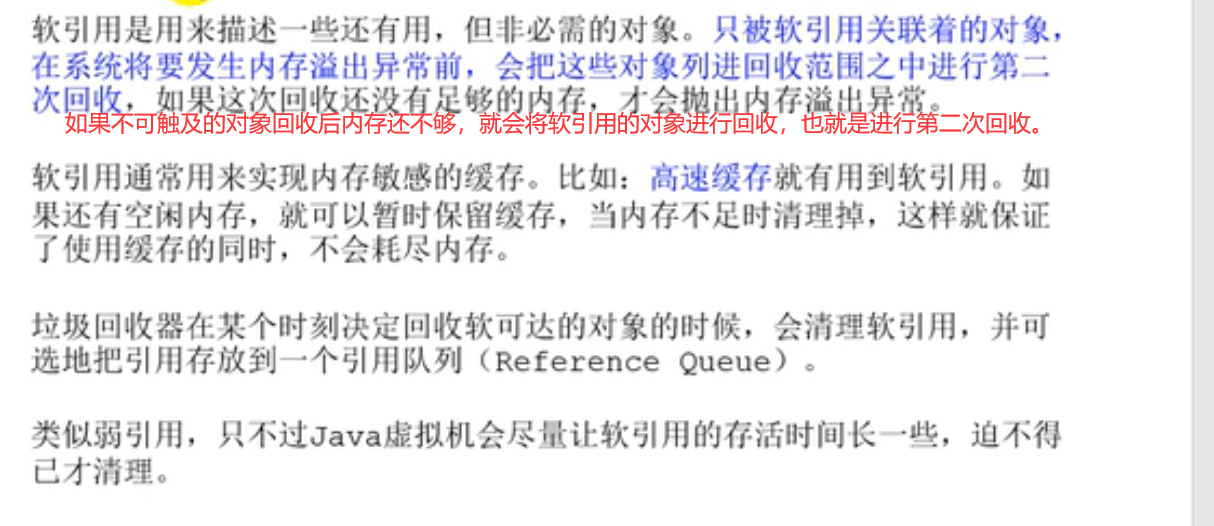 软引用是用来描述一些还有用，但非必需的对象。只被软引用关联着的对象，
在系统将要发生内存溢出异常前，会把这些对象列进回收范围之中进行第二
次回收，如果这次回收还没有足够的内存，才会抛出内存溢出异常。
如果不可触及的对象回收后内存还不够，就会将软引用的对象进行回收，也就是进行第二次回收。
软引用通常用来实现内存敏感的缓存。比如：高速缓存就有用到软引用。如
果还有空闲内存，就可以暂时保留缓存，当内存不足时清理掉，这样就保证
了使用缓存的同时，不会耗尽内存。
垃圾回收器在某个时刻决定回收软可达的对象的时候，会清理软引用，并可
选地把引用存放到一个引用队列（Reference Queue）。
类似弱引用，只不过Java虚拟机会尽量让软引用的存活时间长一些，迫不得
已才清理。